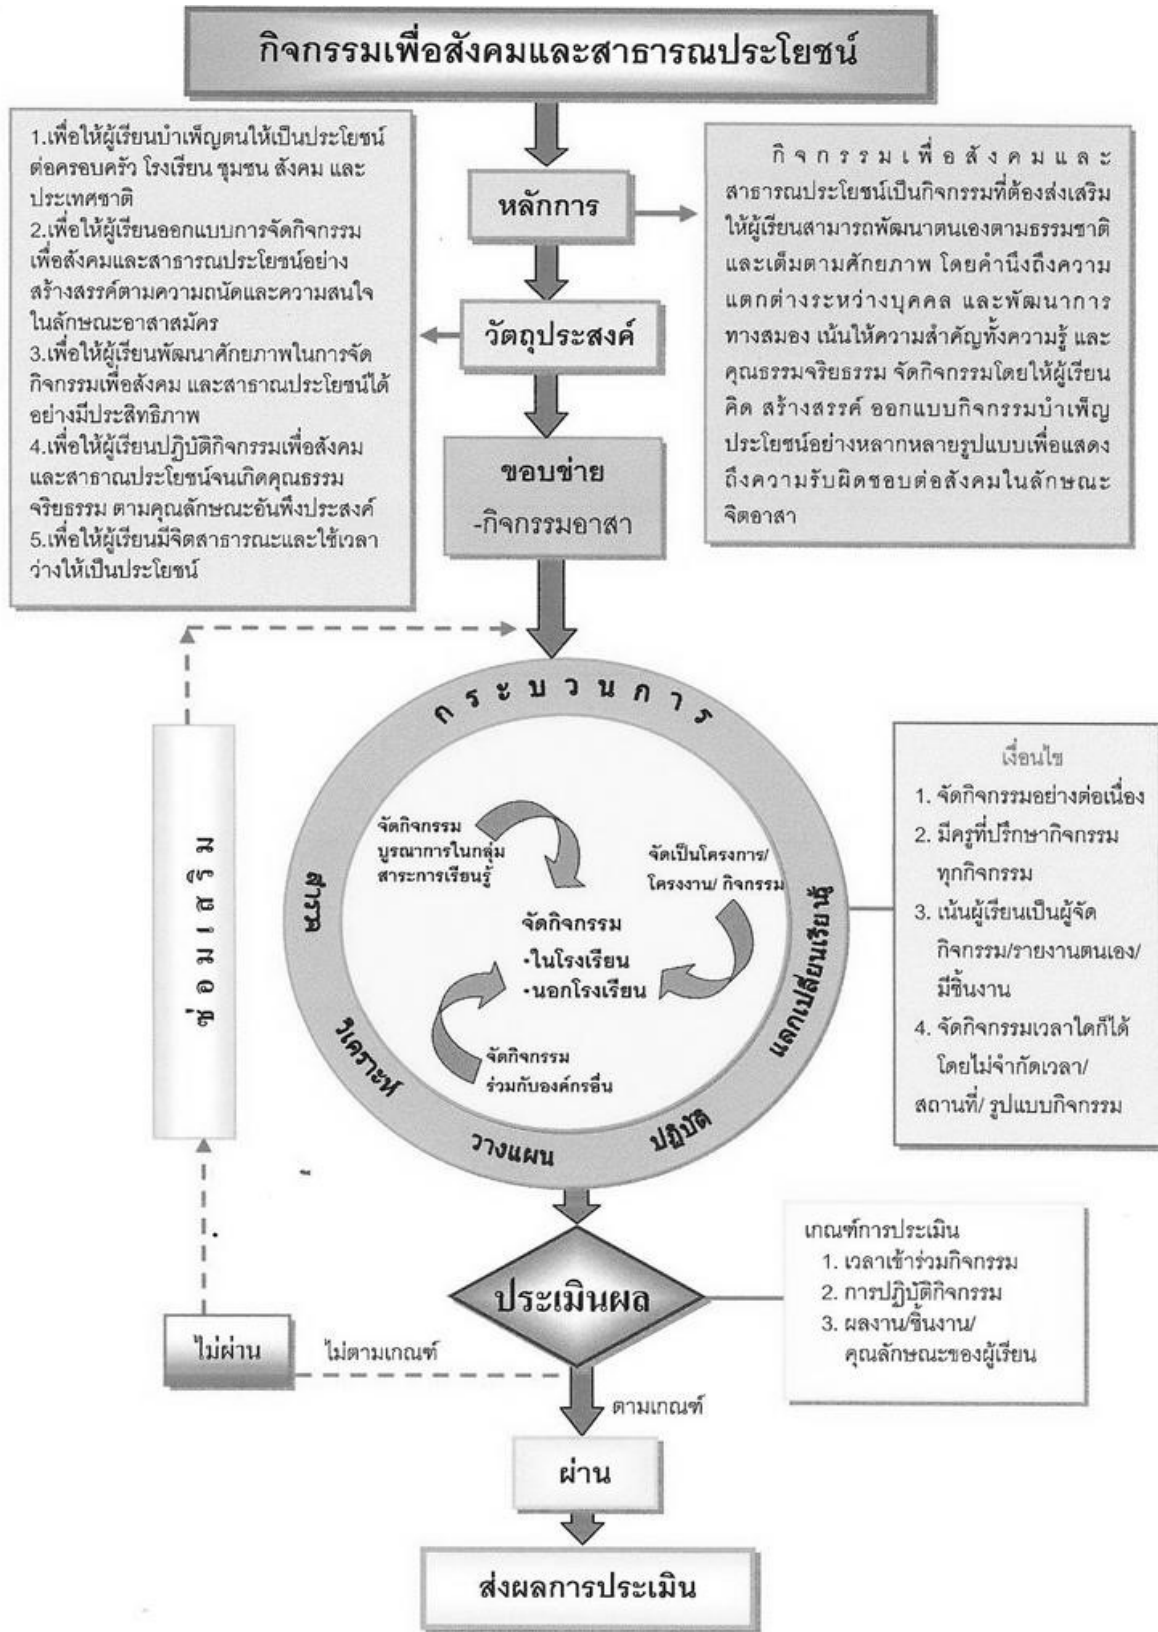 กิจกรรมเพื่อสังคมและสาธารณประโยชน์
หลักการ
กิจกรรมเพื่อสังคมและ
สาธารณประโยชน์เป็นกิจกรรมที่ต้องส่งเสริม
ให้ผู้เรียนสามารถพัฒนาตนเองตามธรรมชาติ
และเต็มตามศักยภาพ โดยคำนึงถึงความ
แตกต่างระหว่างบุคคล และพัฒนาการ
ทางสมอง เน้นให้ความสำคัญทั้งความรู้ และ
คุณธรรมจริยธรรม จัดกิจกรรมโดยให้ผู้เรียน
คิด สร้างสรรค์ ออกแบบกิจกรรมบำเพ็ญ
ประโยชน์อย่างหลากหลายรูปแบบเพื่อแสดง
ถึงความรับผิดชอบต่อสังคมในลักษณะ
จิตอาสา
วัตถุประสงค์
1.เพื่อให้ผู้เรียนบำเพ็ญตนให้เป็นประโยชน์
ต่อครอบครัว โรงเรียน ชุมชน สังคม และ
ประเทศชาติ
2.เพื่อให้ผู้เรียนออกแบบการจัดกิจกรรม
เพื่อสังคมและสาธารณประโยชน์อย่าง
สร้างสรรค์ตามความถนัดและความสนใจ
ในลักษณะอาสาสมัคร
3.เพื่อให้ผู้เรียนพัฒนาศักยภาพในการจัด
กิจกรรมเพื่อสังคม และสาธาณประโยชน์ได้
อย่างมีประสิทธิภาพ
4.เพื่อให้ผู้เรียนปฏิบัติกิจกรรมเพื่อสังคม
และสาธาณประโยชน์จนเกิดคุณธรรม
จริยธรรม ตามคุณลักษณะอันพึงประสงค์
5.เพื่อให้ผู้เรียนมีจิตสาธารณะและใช้เวลา
ว่างให้เป็นประโยชน์
ขอบข่าย
-กิจกรรมอาสา
กระบวนการ
สำรวจ
วิเคราะห์
วางแผน
ปฏิบัติ
แลกเปลี่ยนเรียนรู้
จัดกิจกรรม
บูรณาการในกลุ่ม
สาระการเรียนรู้
จัดเป็นโครงการ/
โครงงาน/ กิจกรรม
จัดกิจกรรม
•ในโรงเรียน
•นอกโรงเรียน
จัดกิจกรรม
ร่วมกับองค์กรอื่น
เงื่อนไข
1. จัดกิจกรรมอย่างต่อเนื่อง
2. มีครูที่ปรึกษากิจกรรม
ทุกกิจกรรม
3. เน้นผู้เรียนเป็นผู้จัด
กิจกรรม/รายงานตนเอง/
มีชิ้นงาน
4. จัดกิจกรรมเวลาใดก็ได้
โดยไม่จำกัดเวลา/
สถานที่/ รูปแบบกิจกรรม
ซ่อมเสริม
ประเมินผล
เกณฑ์การประเมิน
1. เวลาเข้าร่วมกิจกรรม
2. การปฏิบัติกิจกรรม
3. ผลงาน/ชิ้นงาน/
คุณลักษณะของผู้เรียน
ไม่ผ่าน
ไม่ตามเกณฑ์
ตามเกณฑ์
ผ่าน
ส่งผลการประเมิน